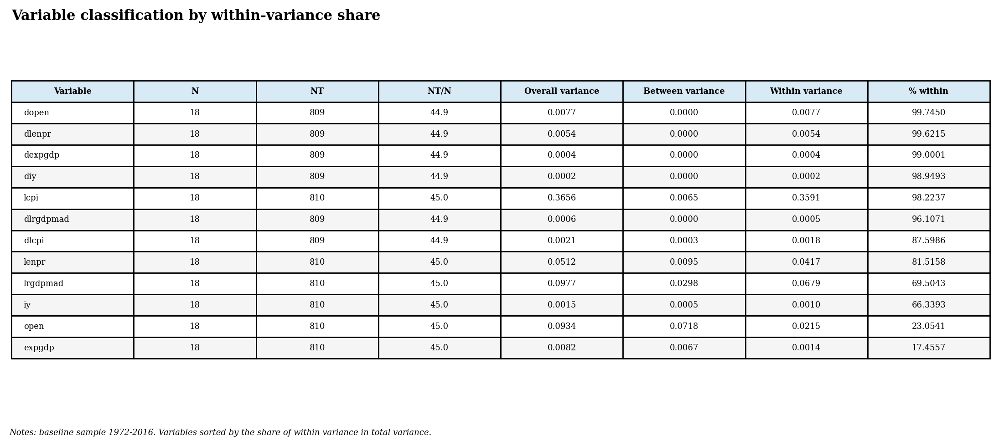 Variable classification by within-variance share
Variable N NT NT/N Overall variance Between variance Within variance % within
dopen 18 809 44.9 0.0077 0.0000 0.0077 99.7450
dlenpr 18 809 44.9 0.0054 0.0000 0.0054 99.6215
dexpgdp 18 809 44.9 0.0004 0.0000 0.0004 99.0001
diy 18 809 44.9 0.0002 0.0000 0.0002 98.9493
lcpi 18 810 45.0 0.3656 0.0065 0.3591 98.2237
dlrgdpmad 18 809 44.9 0.0006 0.0000 0.0005 96.1071
dlcpi 18 809 44.9 0.0021 0.0003 0.0018 87.5986
lenpr 18 810 45.0 0.0512 0.0095 0.0417 81.5158
lrgdpmad 18 810 45.0 0.0977 0.0298 0.0679 69.5043
iy 18 810 45.0 0.0015 0.0005 0.0010 66.3393
open 18 810 45.0 0.0934 0.0718 0.0215 23.0541
expgdp 18 810 45.0 0.0082 0.0067 0.0014 17.4557
Notes: baseline sample 1972-2016. Variables sorted by the share of within variance in total variance.